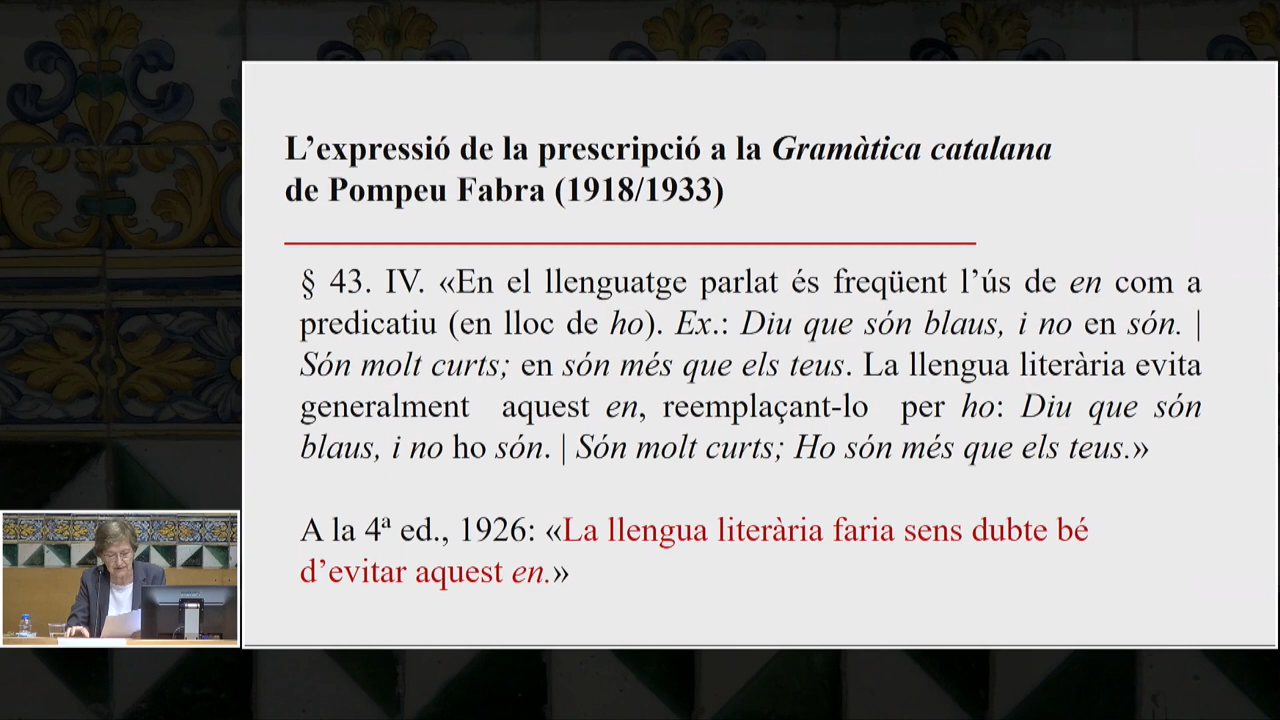 L’expressió de la prescripció a la Gramàtica catalana
de Pompeu Fabra (1918/1933)
§ 43. IV. «En el llenguatge parlat és freqüent l’ús de en com a
predicatiu (en lloc de ho). Ex.: Diu que són blaus, i no en són. |
Són molt curts; en són més que els teus. La llengua literària evita
generalment aquest en, reemplaçant-lo per ho: Diu que són
blaus, i no ho són. | Són molt curts; Ho són més que els teus.»
A la 4ª ed., 1926: «La llengua literària faria sens dubte bé
d’evitar aquest en.»